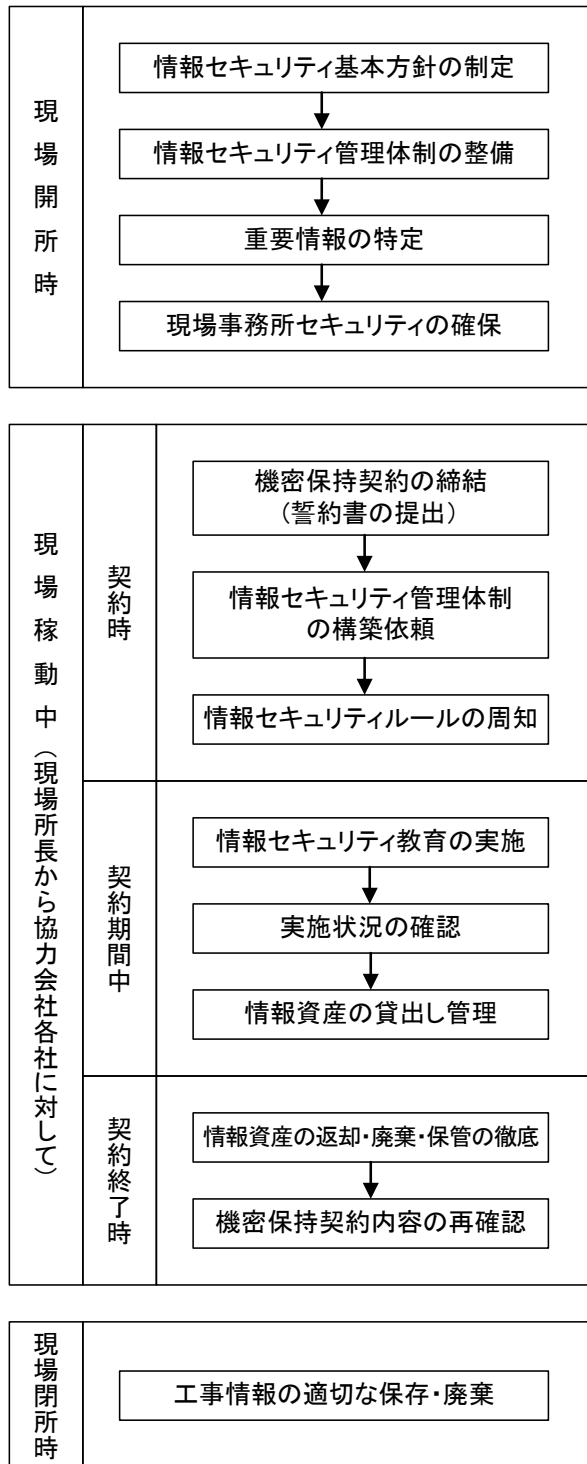 現場開所時
情報セキュリティ基本方針の制定
情報セキュリティ管理体制の整備
重要情報の特定
現場事務所セキュリティの確保
現場稼動中（現場所長から協力会社各社に対して）
契約時
機密保持契約の締結
（誓約書の提出）
情報セキュリティ管理体制
の構築依頼
情報セキュリティルールの周知
契約期間中
情報セキュリティ教育の実施
実施状況の確認
情報資産の貸出し管理
契約終了時
情報資産の返却・廃棄・保管の徹底
機密保持契約内容の再確認
現場閉所時
工事情報の適切な保存・廃棄